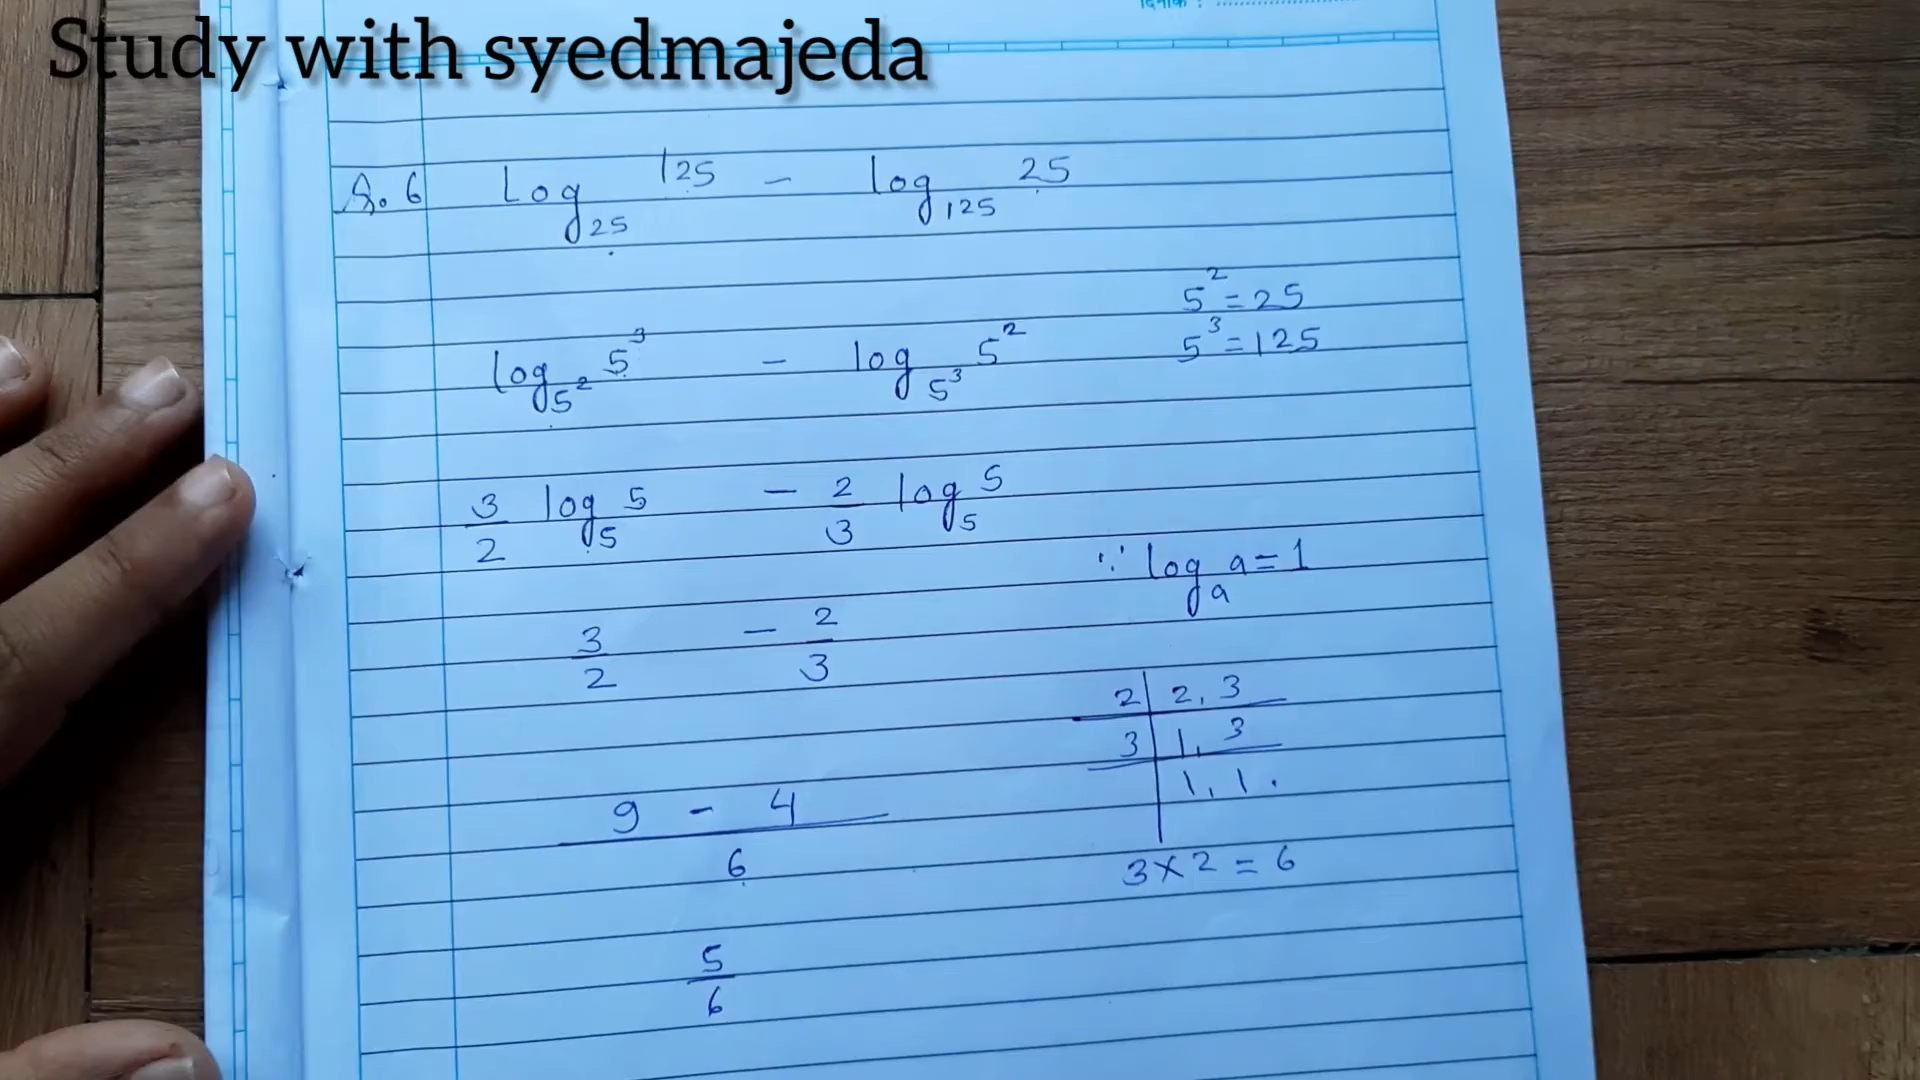 दिनांक :
Study with syedmajeda
Q. 6 Log₂₅ 125 - log₁₂₅ 25
5² = 25
log₅² 5³ - log₅³ 5² 5³ = 125
3/2 log₅ 5 - 2/3 log₅ 5
∵ logₐ a = 1
3/2 - 2/3
2 | 2, 3
3 | 1, 3
1, 1.
9 - 4 / 6
3 × 2 = 6
5/6